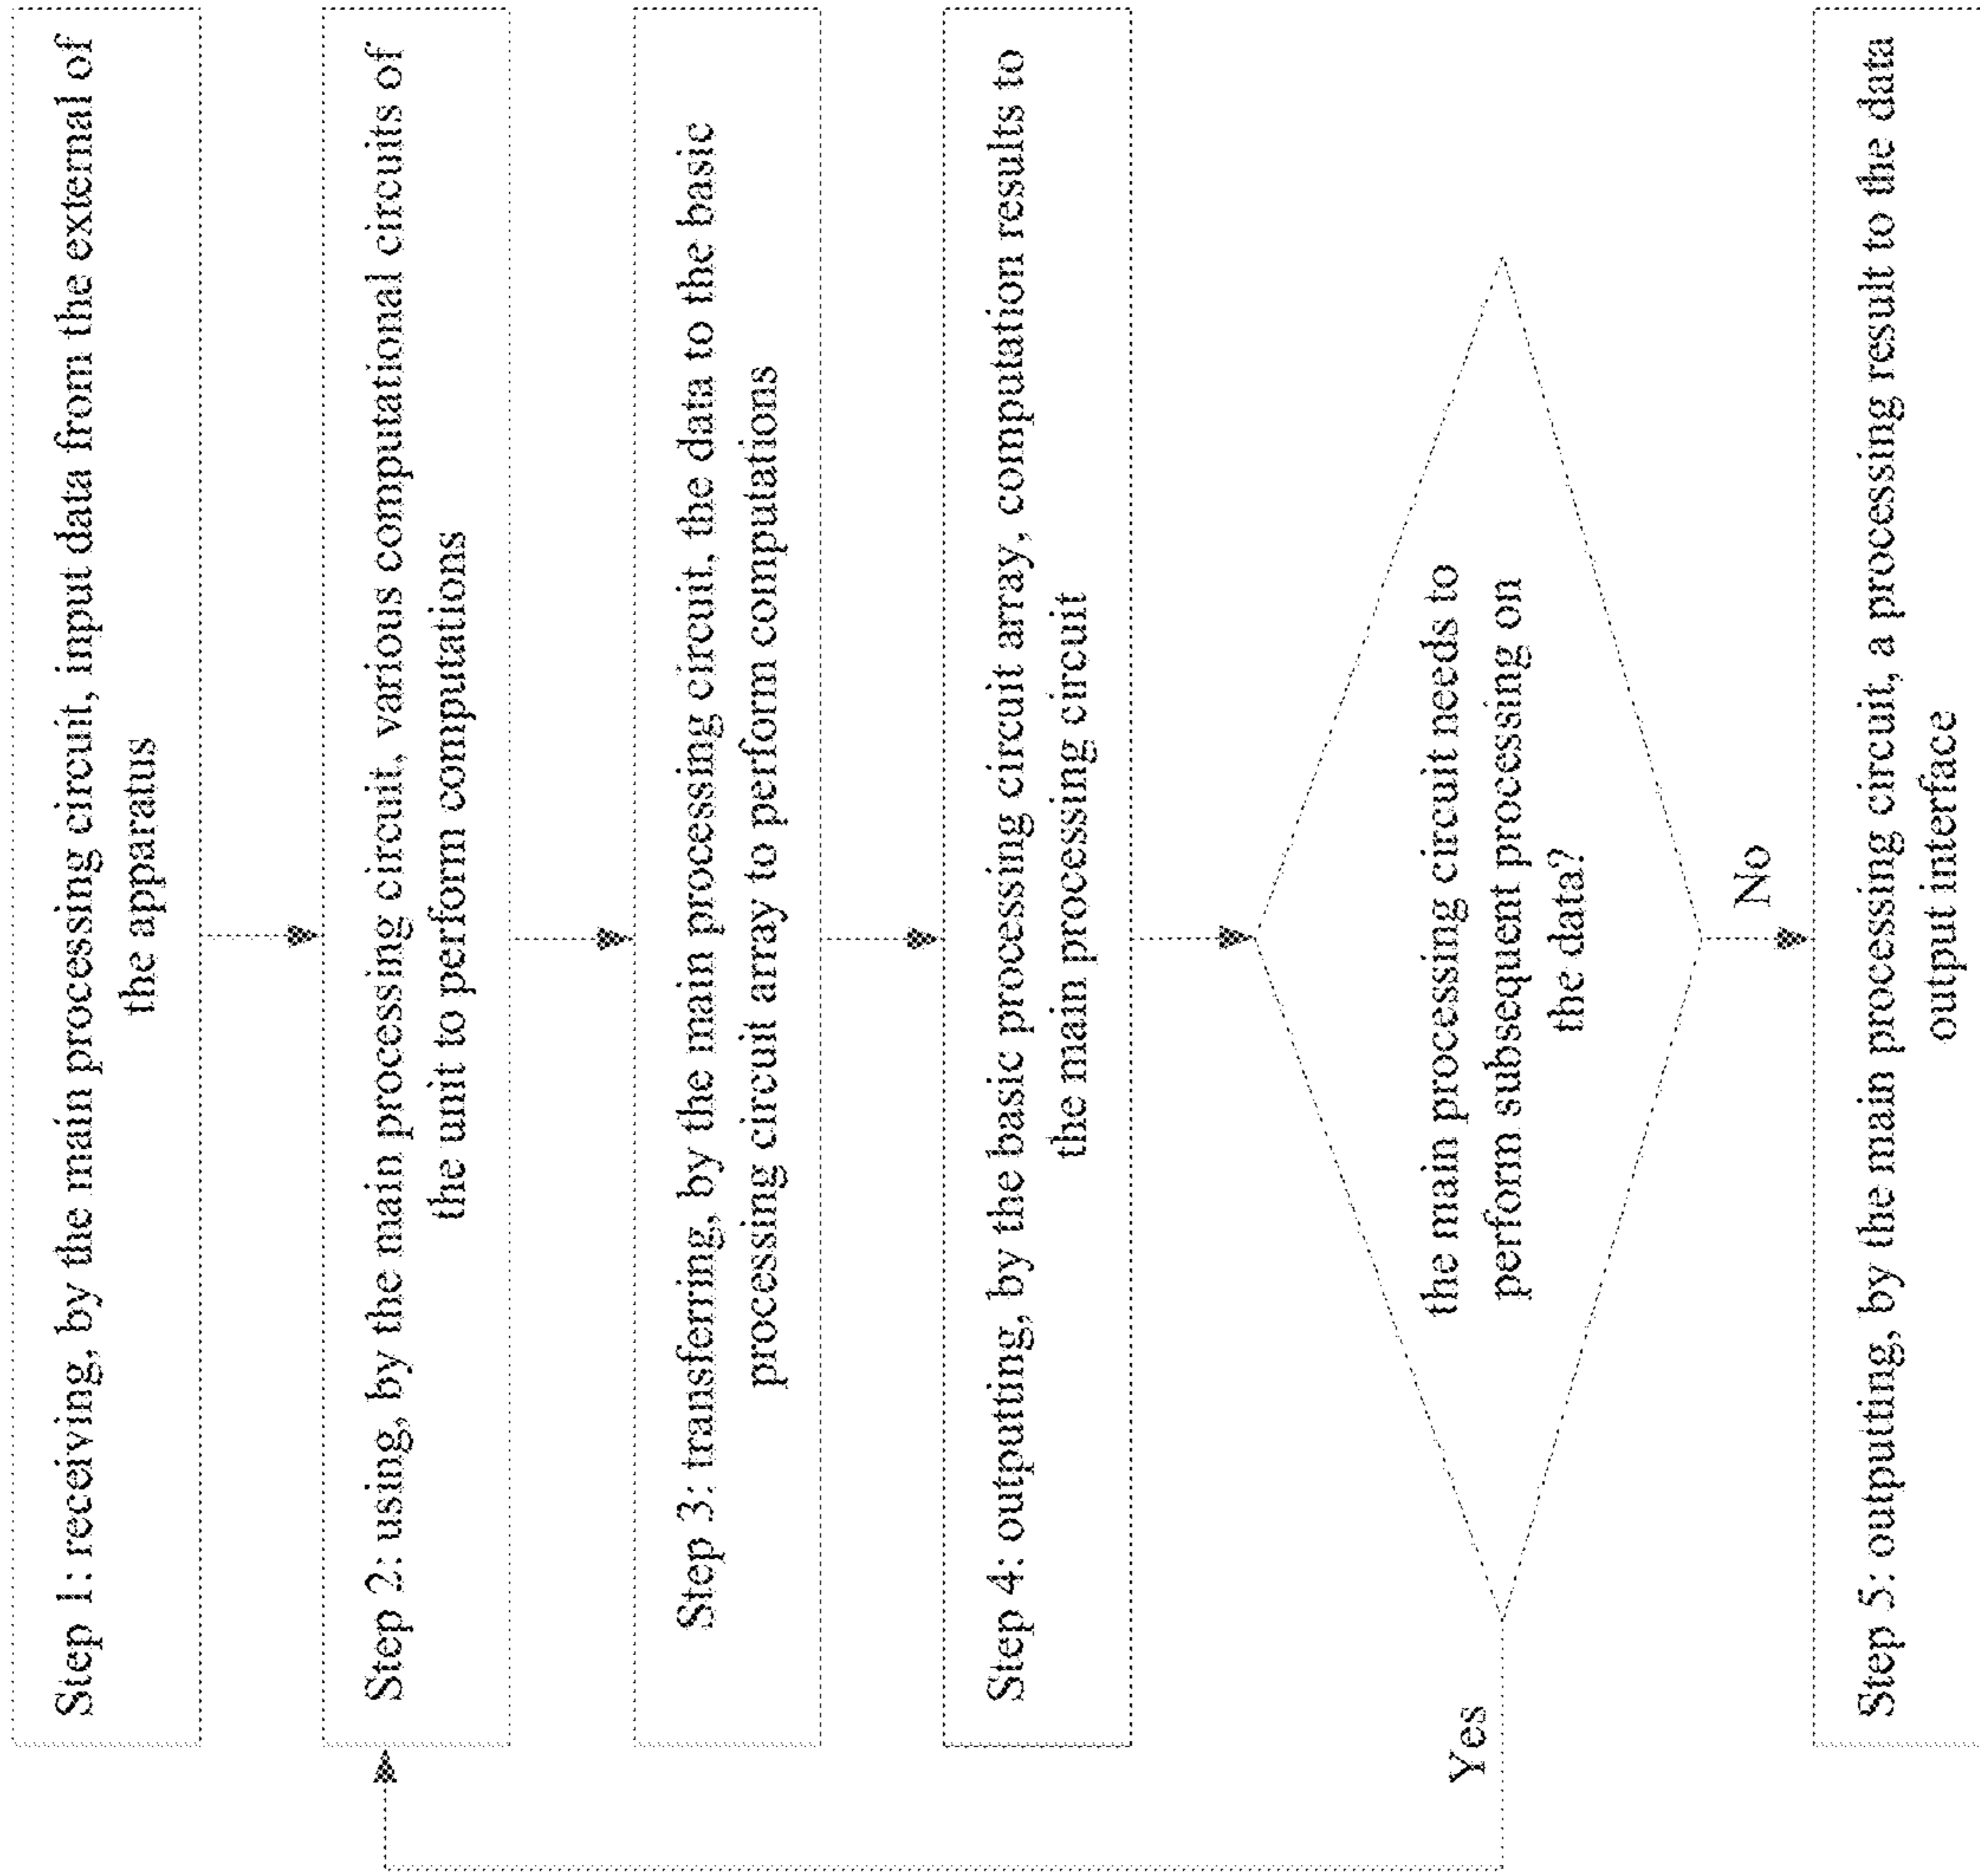 Step 1: receiving, by the main processing circuit, input data from the external of
the apparatus
Step 2: using, by the main processing circuit, various computational circuits of
the unit to perform computations
Step 3: transferring, by the main processing circuit, the data to the basic
processing circuit array to perform computations
Step 4: outputing, by the basic processing circuit array, computation results to
the main processing circuit
the main processing circuit needs to
perform subsequent processing on
the data?
Yes
No
Step 5: outputing, by the main processing circuit, a processing result to the data
output interface